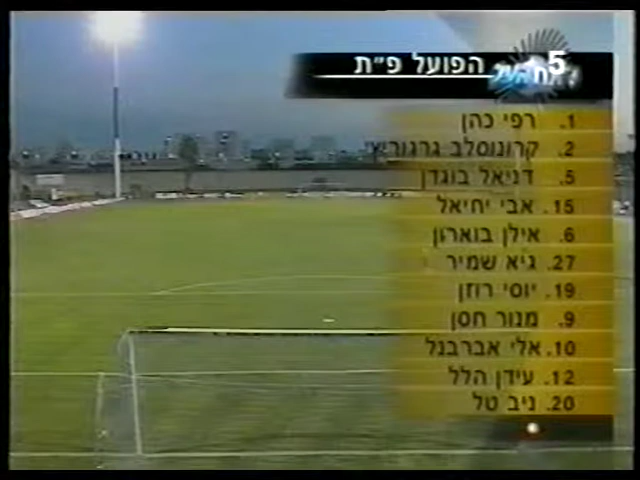 5
הפועל פ"ת
1. רפי כהן
2. קרונוסלב
5. דניאל בוגדן
15. אבי יחיאל
6. אילן בוארון
27. גיא שמיר
19. יוסי רוזן
9. מנור חסן
10. אלי אברבנל
12. עידן הלל
20. ניב טל